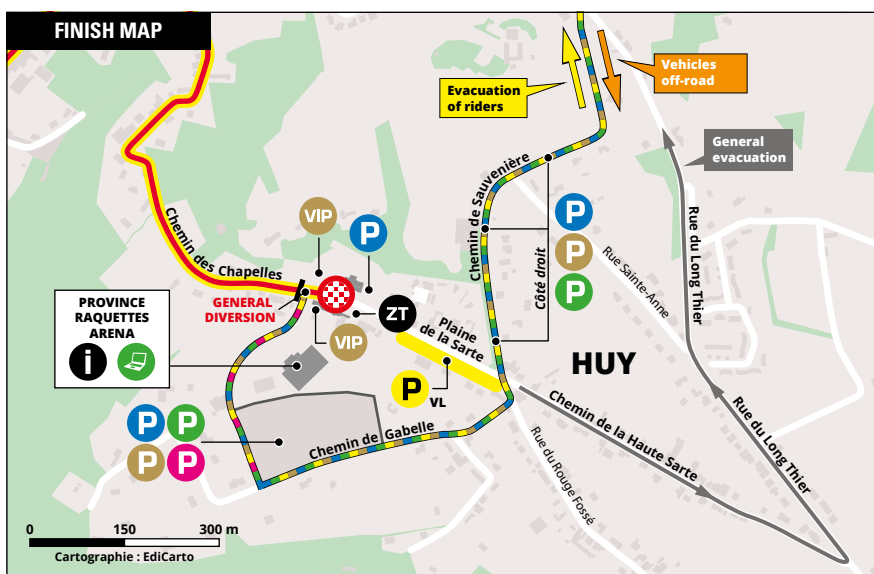 FINISH MAP
Evacuation
of riders
Vehicles
off-road
General
evacuation
Chemin de Sauvenière
Rue du Long Thier
VIP
P
P
P
P
Côté droit
Rue Sainte-Anne
Chemin des Chapelles
GENERAL
DIVERSION
PROVINCE
RAQUETTES
ARENA
i
ZT
VIP
Plaine
de la Sarte
HUY
P
VL
Chemin de la Haute Sarte
Rue du Long Thier
P P
P P
Chemin de Gabelle
Rue du Rouge Fossé
0 150 300 m
Cartographie : EdiCarto